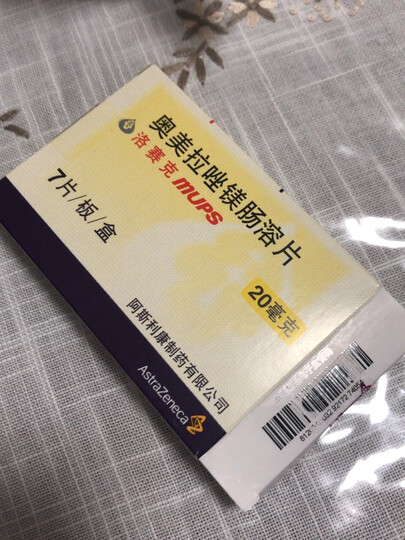 奥美拉唑镁肠溶片
洛赛克 MUPS
7片/板/盒
20毫克
阿斯利康制药有限公司
AstraZeneca